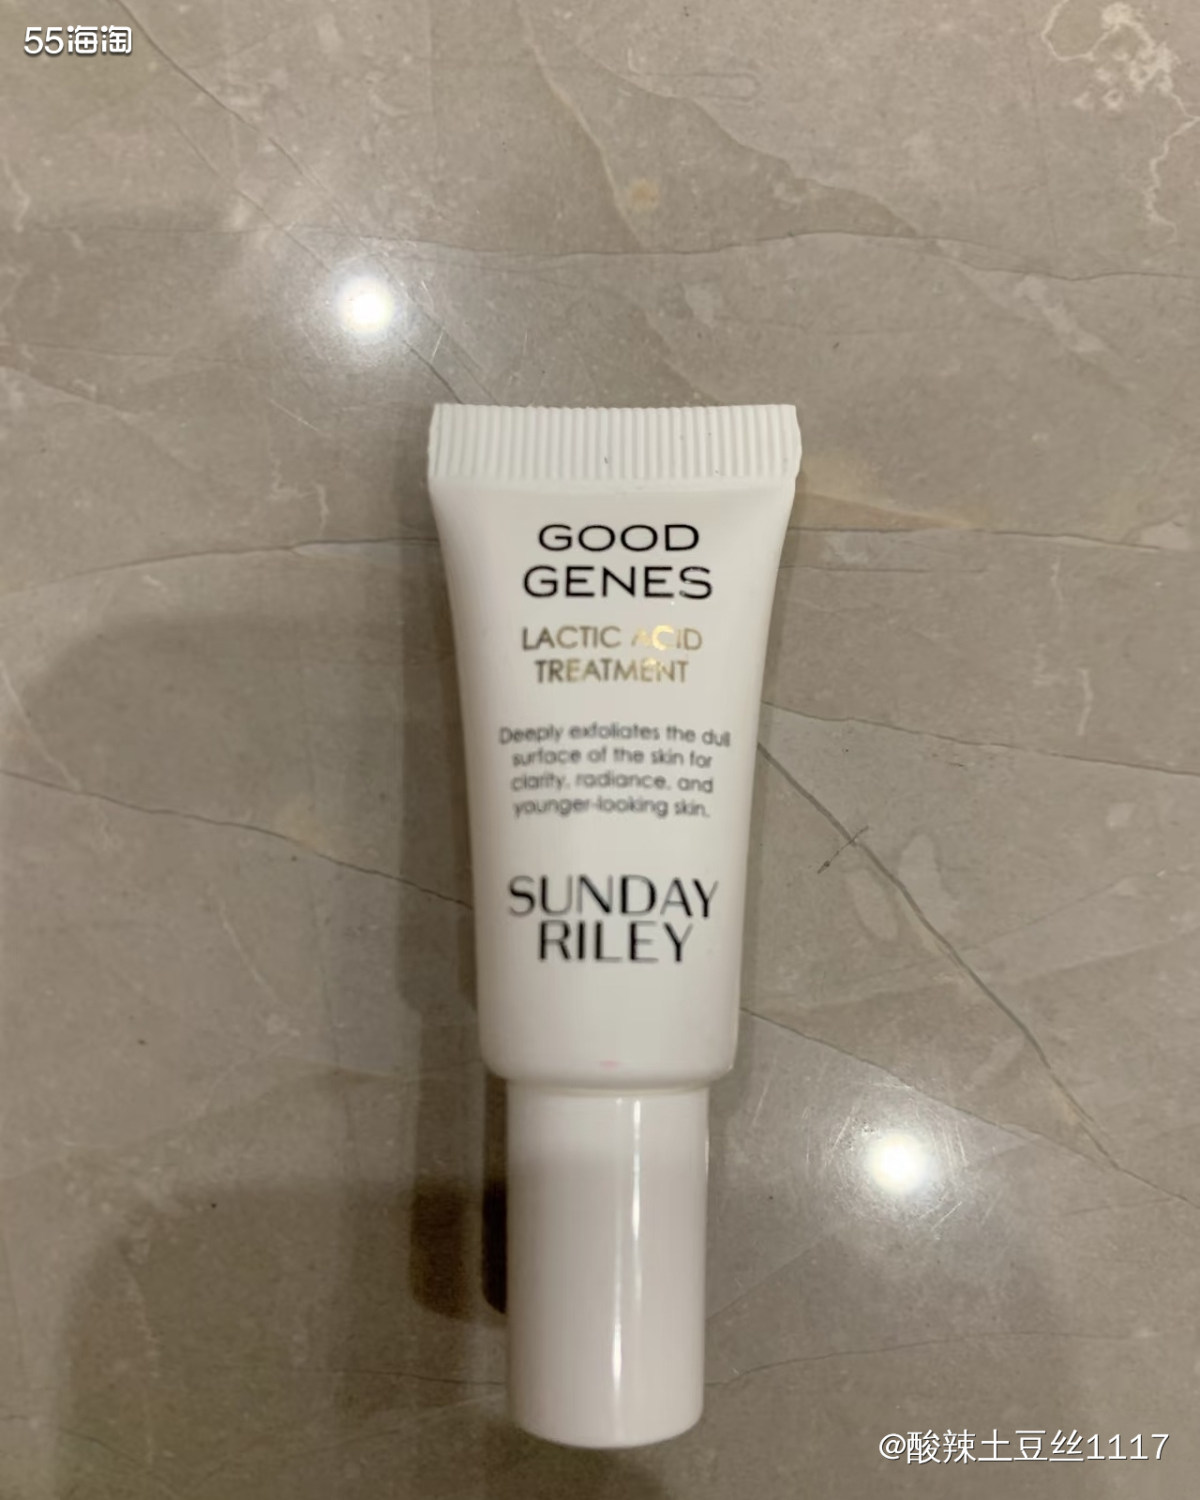 55海淘
GOOD
GENES
LACTIC ACID
TREATMENT
Deeply exfoliates the dull
surface of the skin for
clarity, radiance, and
younger-looking skin.
SUNDAY
RILEY
@酸辣土豆丝1117